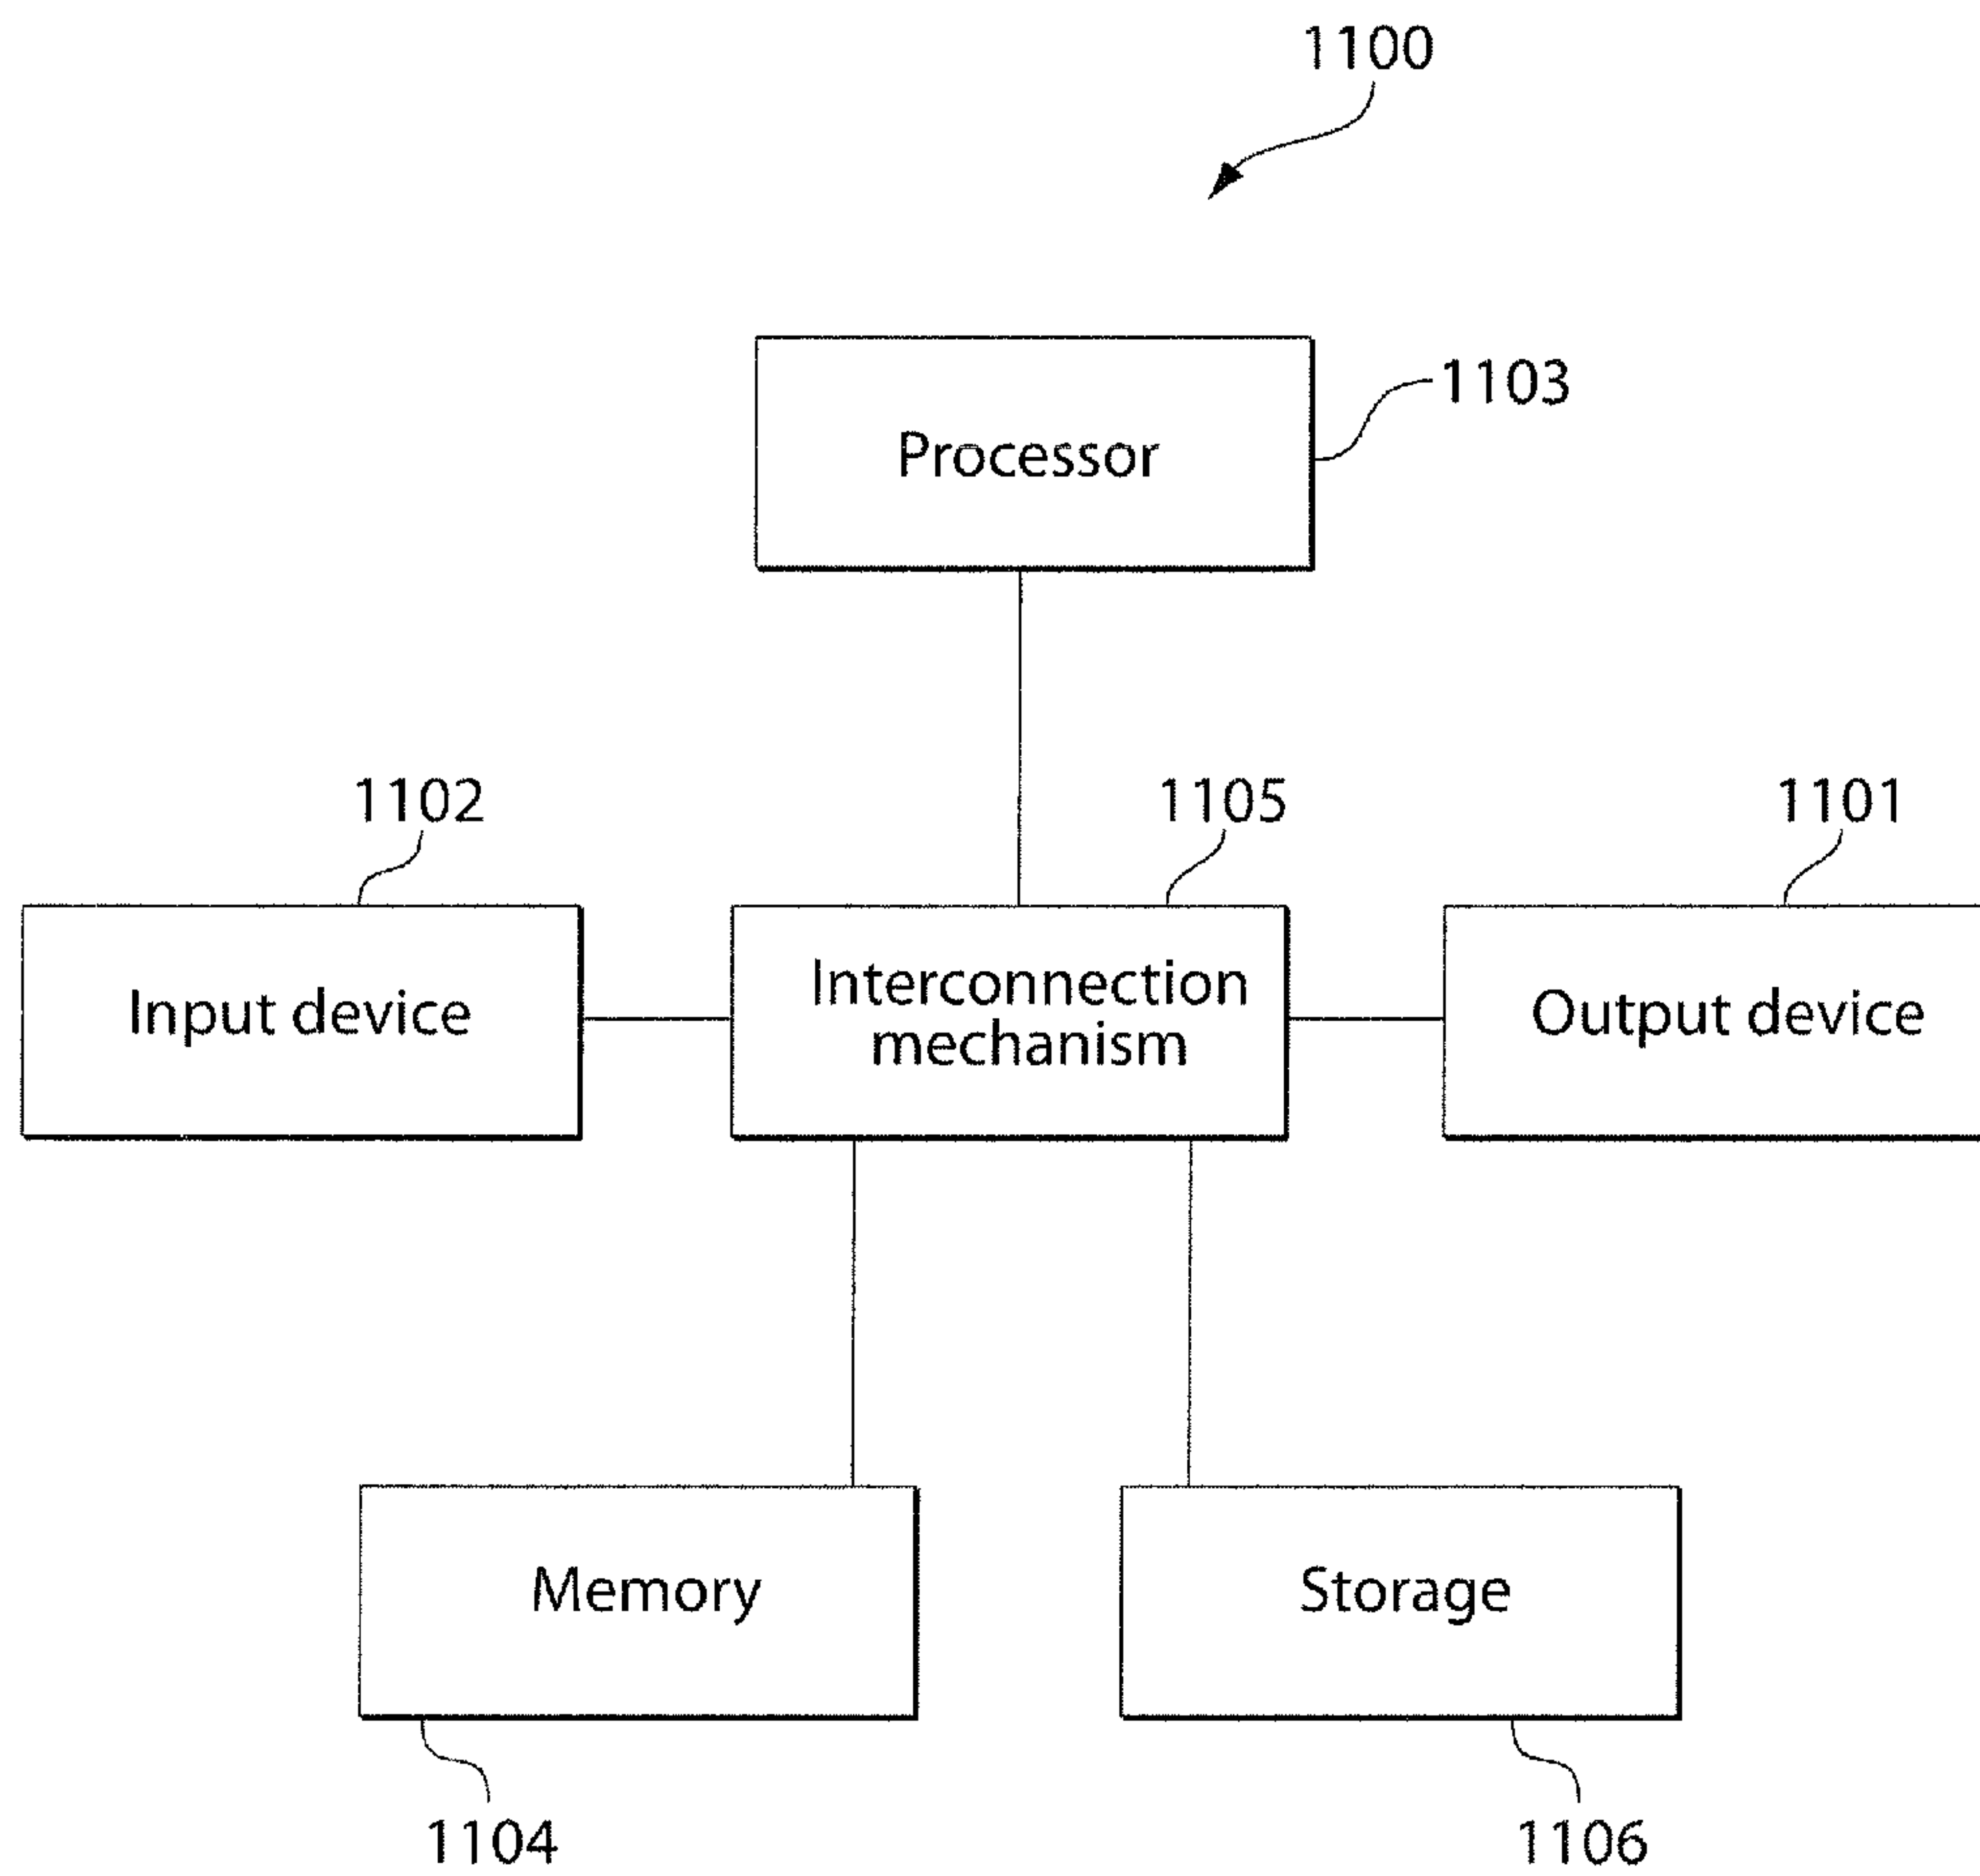 1100
Processor
1103
1102
1105
1101
Input device
Interconnection
mechanism
Output device
Memory
Storage
1104
1106